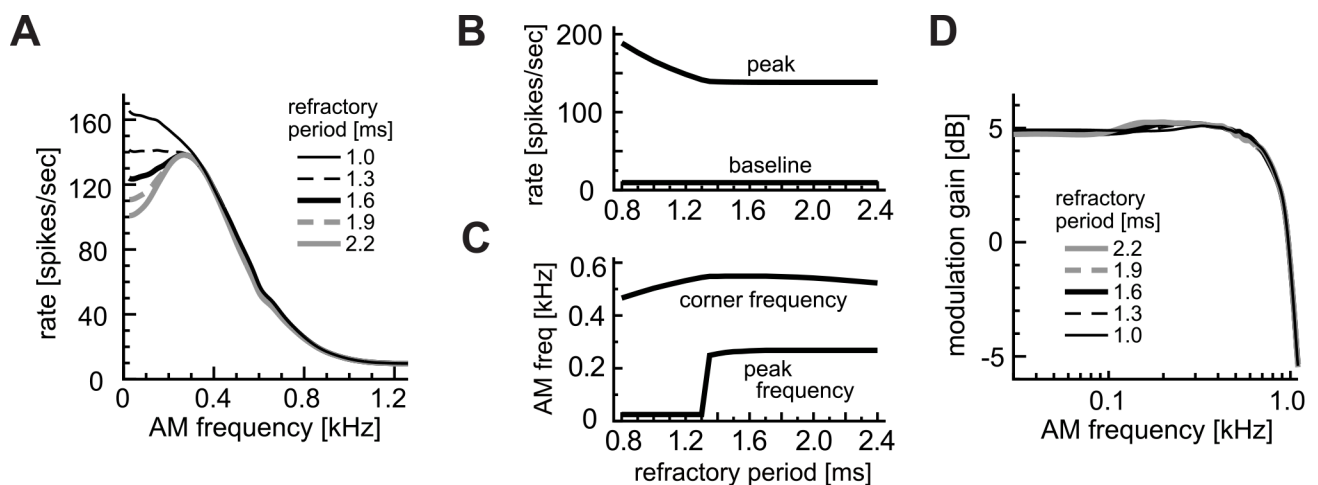 A
rate [spikes/sec]
160
120
80
40
0
refractory
period [ms]
1.0
1.3
1.6
1.9
2.2
0 0.4 0.8 1.2
AM frequency [kHz]
B
rate [spikes/sec]
200
100
0
peak
baseline
0.8 1.2 1.6 2.0 2.4
C
AM freq [kHz]
0.6
0.4
0.2
0
corner frequency
peak
frequency
0.8 1.2 1.6 2.0 2.4
refractory period [ms]
D
modulation gain [dB]
5
0
-5
refractory
period [ms]
2.2
1.9
1.6
1.3
1.0
0.1 1.0
AM frequency [kHz]